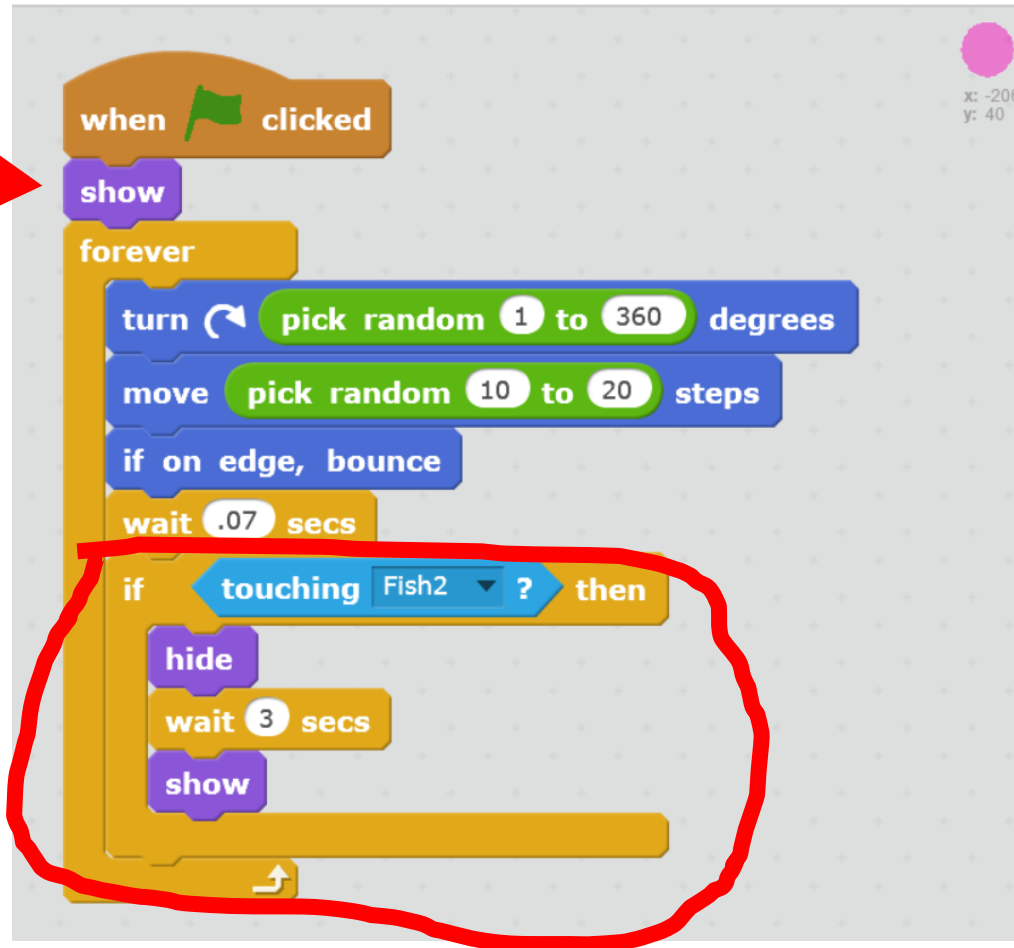 when clicked
x: -206
y: 40
show
forever
turn pick random 1 to 360 degrees
move pick random 10 to 20 steps
if on edge, bounce
wait .07 secs
if touching Fish2 ? then
hide
wait 3 secs
show